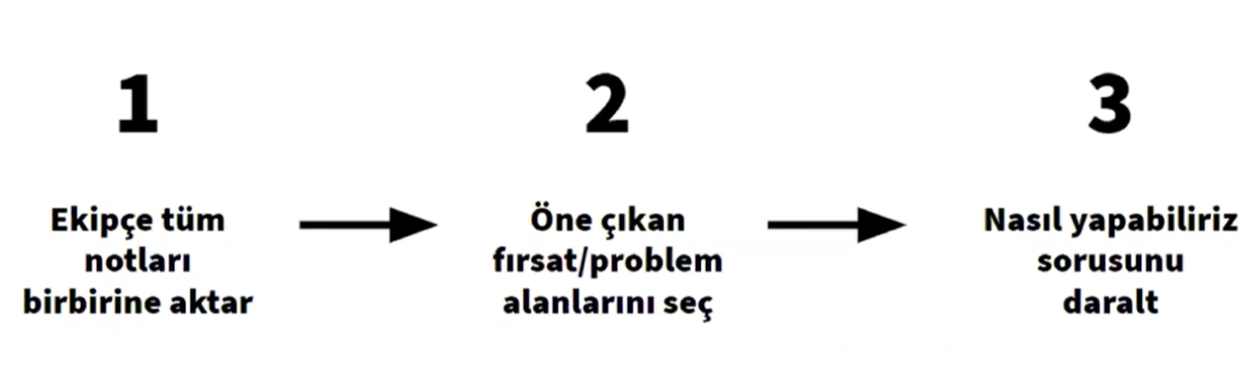 1
Ekipçe tüm
notları
birbirine aktar
2
Öne çıkan
fırsat/problem
alanlarını seç
3
Nasıl yapabiliriz
sorusunu
daralt